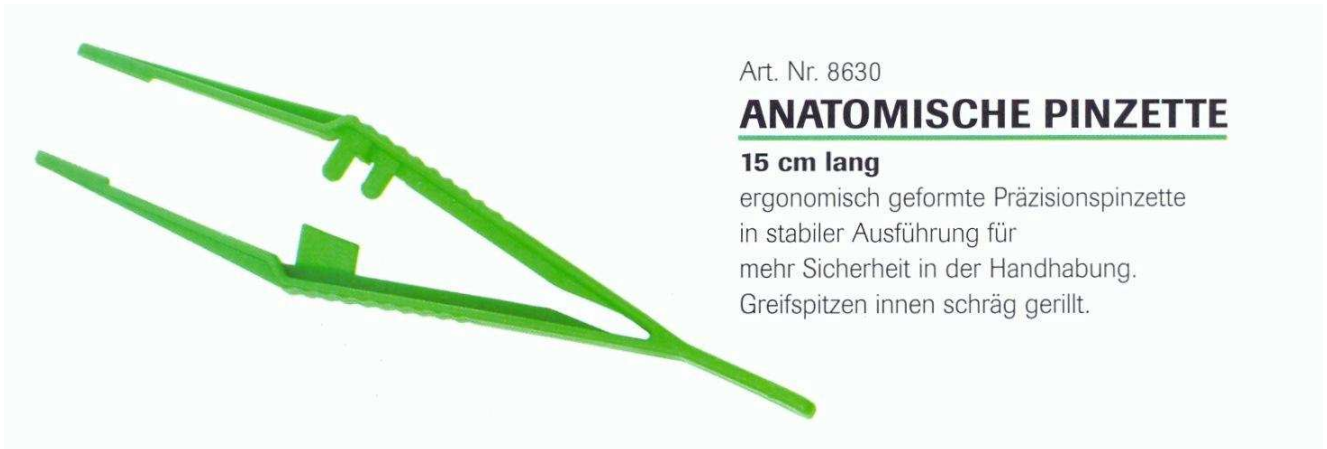 Art. Nr. 8630
ANATOMISCHE PINZETTE
15 cm lang
ergonomisch geformte Präzisionspinzette
in stabiler Ausführung für
mehr Sicherheit in der Handhabung.
Greifspitzen innen schräg gerillt.